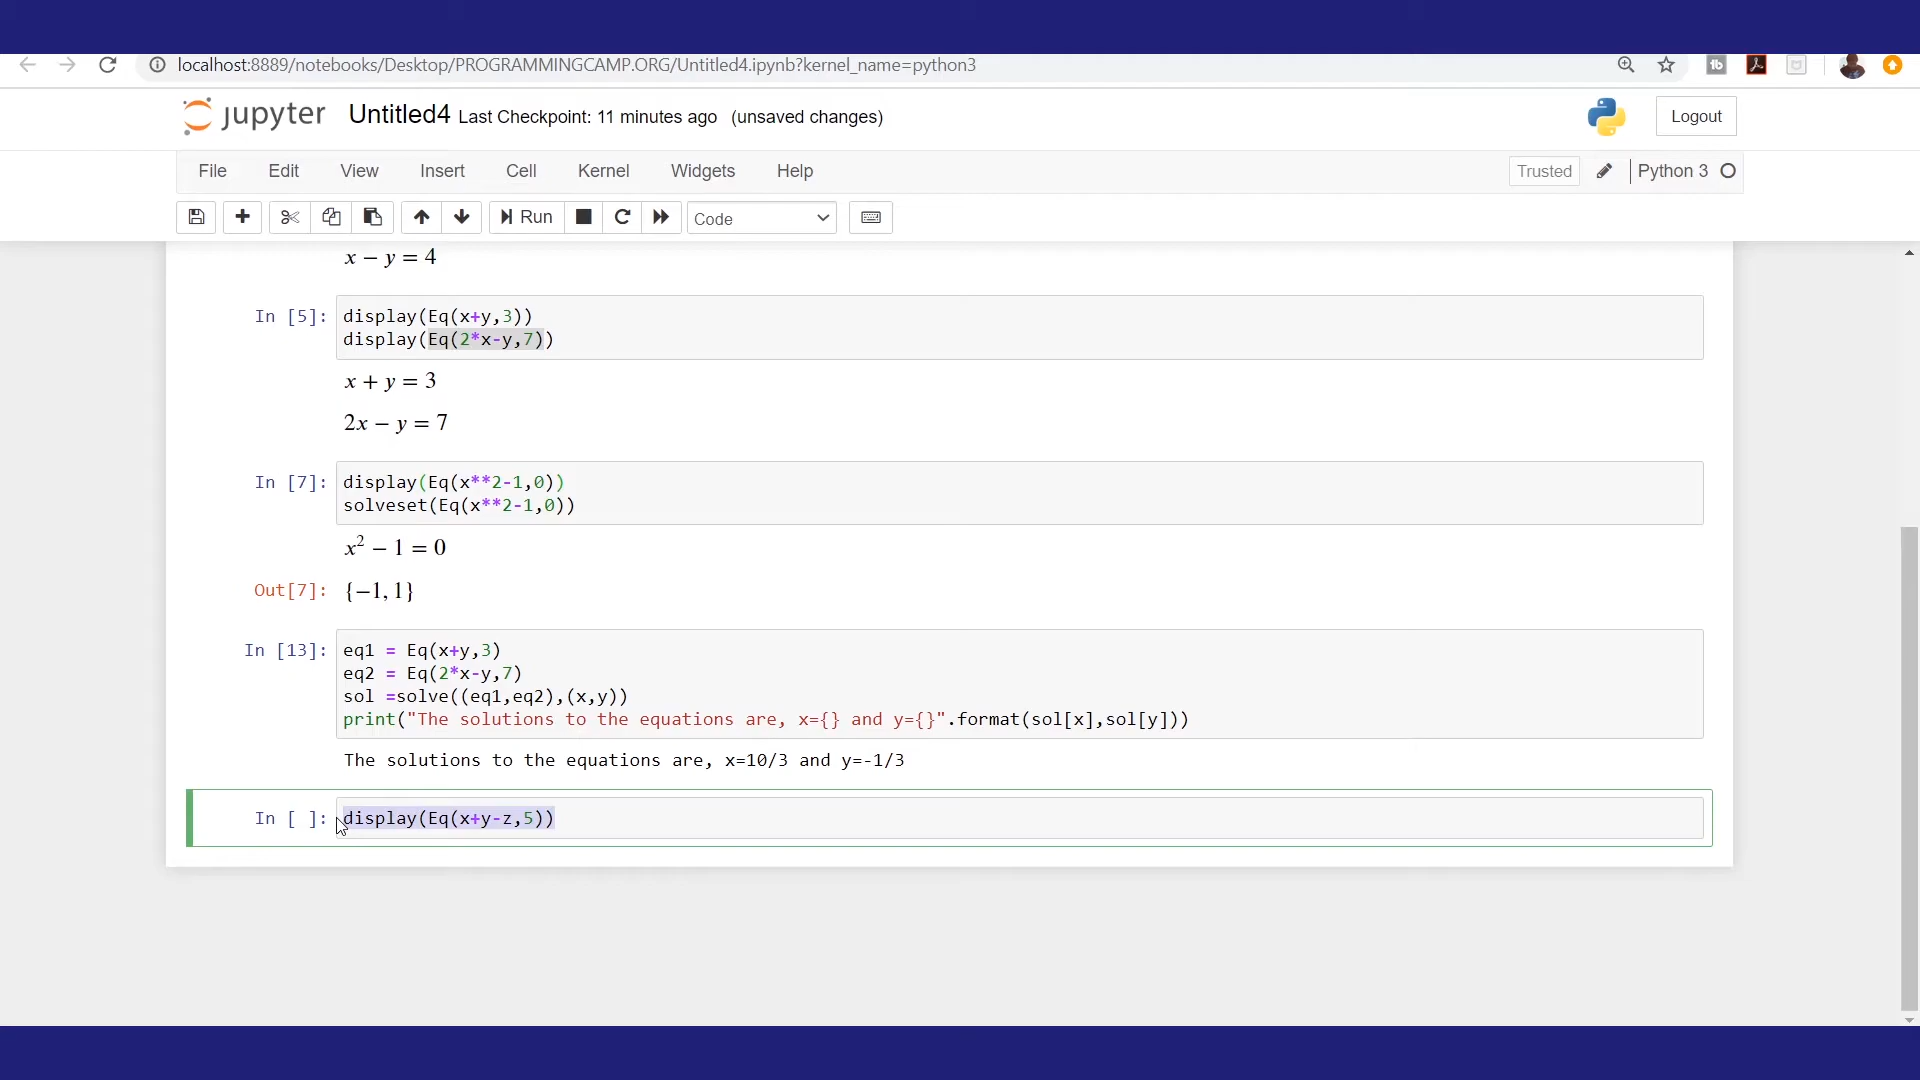 localhost:8889/notebooks/Desktop/PROGRAMMINGCAMP.ORG/Untitled4.ipynb?kernel_name=python3
jupyter Untitled4 Last Checkpoint: 11 minutes ago (unsaved changes) Logout
File Edit View Insert Cell Kernel Widgets Help Trusted Python 3
Run Code
x − y = 4
In [5]: display(Eq(x+y,3))
display(Eq(2*x-y,7))
x + y = 3
2x − y = 7
In [7]: display(Eq(x**2-1,0))
solveset(Eq(x**2-1,0))
x² − 1 = 0
Out[7]: {−1, 1}
In [13]: eq1 = Eq(x+y,3)
eq2 = Eq(2*x-y,7)
sol =solve((eq1,eq2),(x,y))
print("The solutions to the equations are, x={} and y={}".format(sol[x],sol[y]))
The solutions to the equations are, x=10/3 and y=-1/3
In [ ]: display(Eq(x+y-z,5))